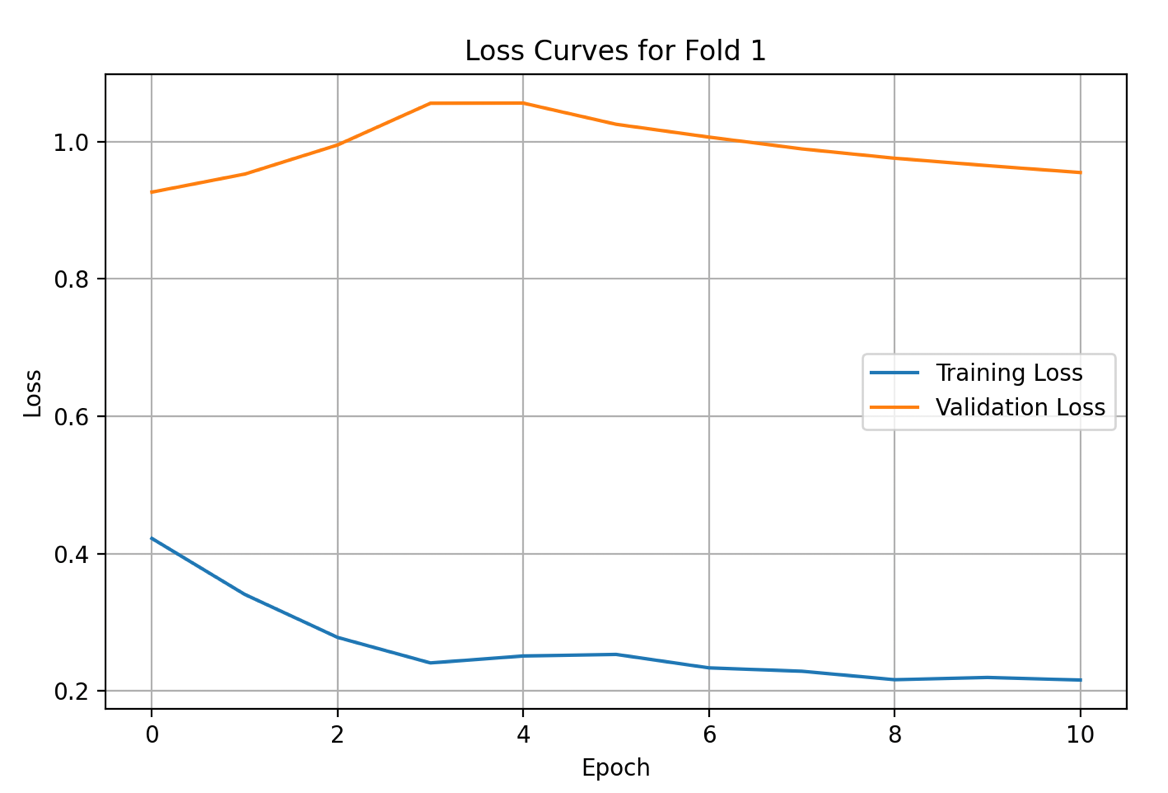 Loss Curves for Fold 1
1.0
0.8
0.6
0.4
0.2
Loss
Training Loss
Validation Loss
0 2 4 6 8 10
Epoch